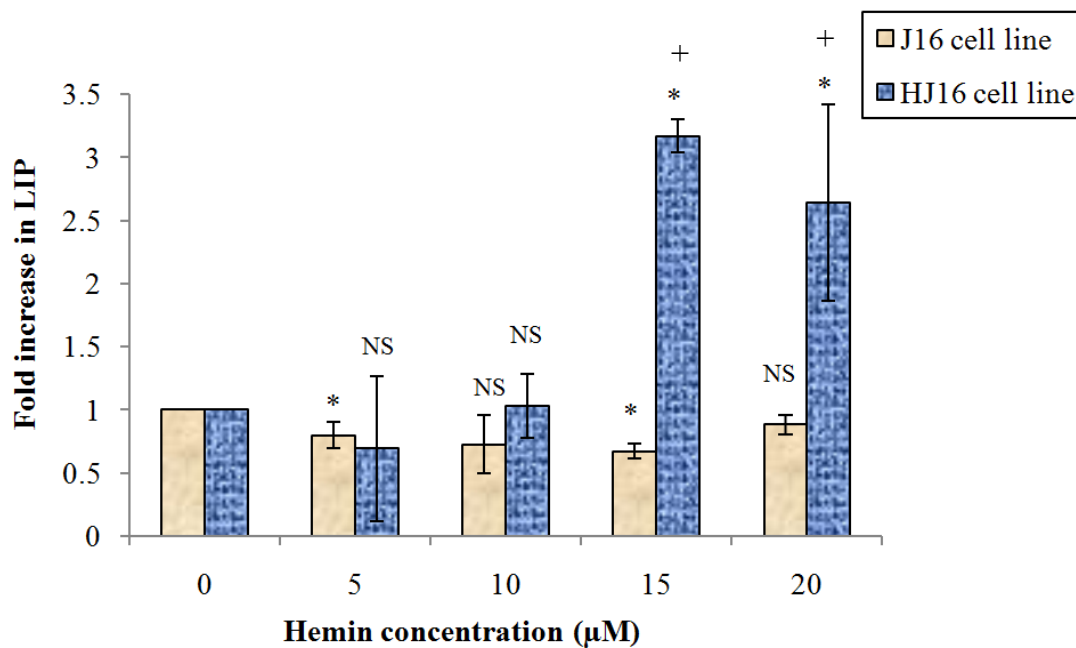 +
+
J16 cell line
HJ16 cell line
*
*
3.5
3
2.5
2
1.5
1
0.5
0
Fold increase in LIP
*
NS
NS
NS
*
NS
0 5 10 15 20
Hemin concentration (µM)